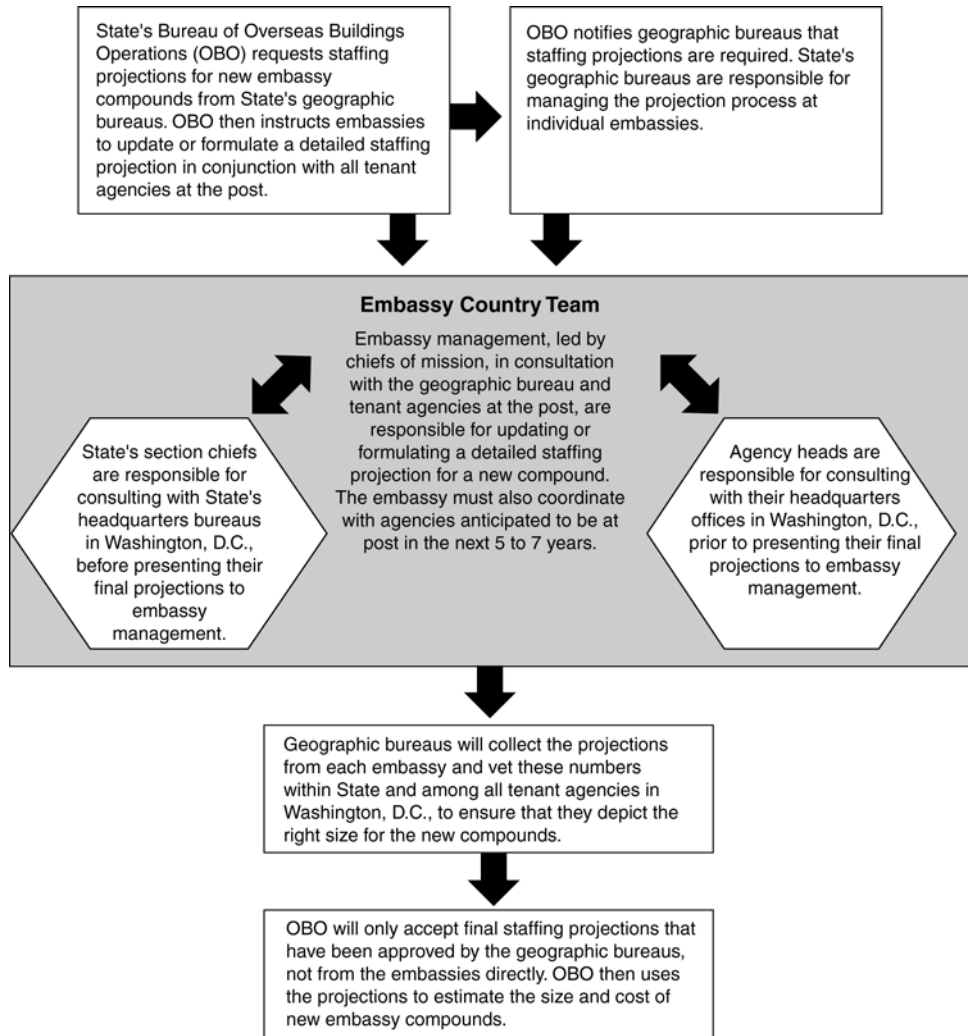 State's Bureau of Overseas Buildings
Operations (OBO) requests staffing
projections for new embassy
compounds from State's geographic
bureaus. OBO then instructs embassies
to update or formulate a detailed staffing
projection in conjunction with all tenant
agencies at the post.
OBO notifies geographic bureaus that
staffing projections are required. State's
geographic bureaus are responsible for
managing the projection process at
individual embassies.
Embassy Country Team
Embassy management, led by
chiefs of mission, in consultation
with the geographic bureau and
tenant agencies at the post, are
responsible for updating or
formulating a detailed staffing
projection for a new compound.
The embassy must also coordinate
with agencies anticipated to be at
post in the next 5 to 7 years.
State's section chiefs
are responsible for
consulting with State's
headquarters bureaus
in Washington, D.C.,
before presenting their
final projections to
embassy
management.
Agency heads are
responsible for consulting
with their headquarters
offices in Washington, D.C.,
prior to presenting their final
projections to embassy
management.
Geographic bureaus will collect the projections
from each embassy and vet these numbers
within State and among all tenant agencies in
Washington, D.C., to ensure that they depict the
right size for the new compounds.
OBO will only accept final staffing projections that
have been approved by the geographic bureaus,
not from the embassies directly. OBO then uses
the projections to estimate the size and cost of
new embassy compounds.